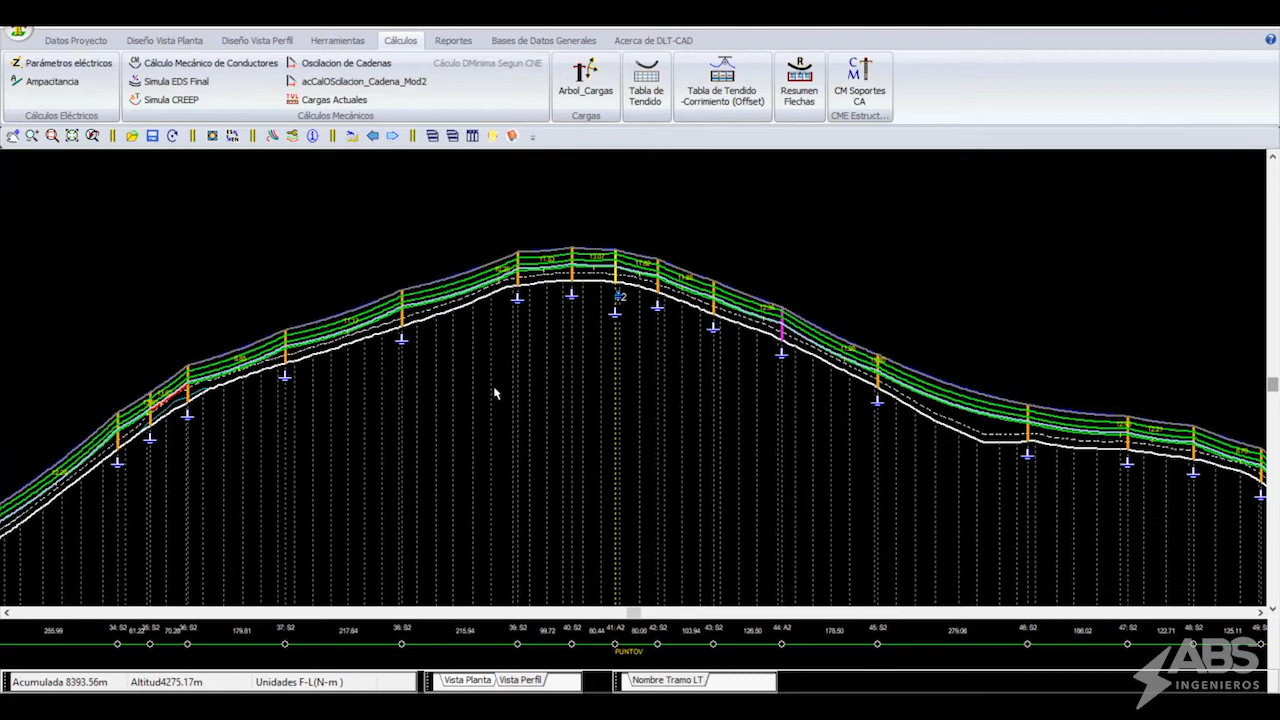 Datos Proyecto Diseño Vista Planta Diseño Vista Perfil Herramientas Cálculos Reportes Bases de Datos Generales Acerca de DLT-CAD
Parámetros eléctricos Cálculo Mecánico de Conductores Oscilacion de Cadenas Cáculo DMinima Segun CNE
Ampacitancia Simula EDS Final acCalOScilacion_Cadena_Mod2
Simula CREEP Cargas Actuales
Arbol_Cargas
Tabla de
Tendido
Tabla de Tendido
-Corrimiento (Offset)
Resumen
Flechas
CM Soportes
CA
Cálculos Eléctricos Cálculos Mecánicos Cargas CME Estruct...
34: S2 36: S2 37: S2 38: S2 39: S2 40: S2 41: A2 42: S2 43: S2 44: A2 45: S2 46: S2 47: S2 48: S2
255.99 61.22 70.28 179.81 217.64 215.94 99.72 80.44 80.00 103.94 126.50 178.50 279.06 186.02 122.71 125.11
PUNTOV
Acumulada 8393.56m Altitud4275.17m Unidades F-L(N-m ) Vista Planta Vista Perfil Nombre Tramo LT
ABS
INGENIEROS